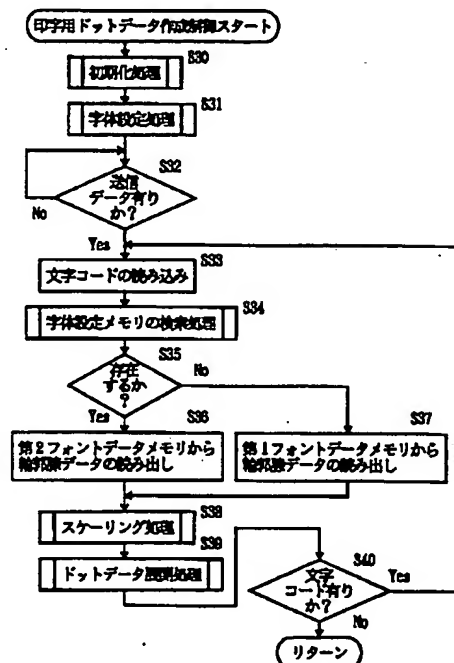 印字用ドットデータ作成制御スタート
S30
初期化処理
S31
字体設定処理
S32
送信
データ有り
か?
No
Yes
S33
文字コードの読み込み
S34
字体設定メモリの検索処理
S35
存在
するか
?
No
Yes
S36
S37
第2フォントデータメモリから
輪郭線データの読み出し
第1フォントデータメモリから
輪郭線データの読み出し
S38
スケーリング処理
S39
ドットデータ展開処理
S40
文字
コード有り
か?
Yes
No
リターン